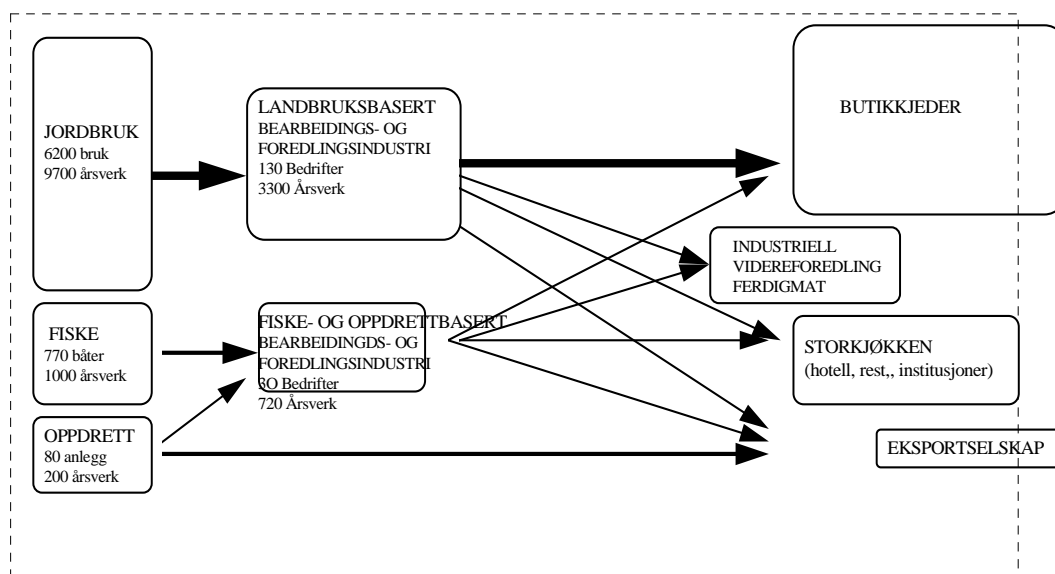 JORDBRUK
6200 bruk
9700 årsverk
LANDBRUKSBASERT
BEARBEIDINGS- OG
FOREDLINGSINDUSTRI
130 Bedrifter
3300 Årsverk
BUTIKKJEDER
INDUSTRIELL
VIDEREFOREDLING
FERDIGMAT
FISKE
770 båter
1000 årsverk
FISKE- OG OPPDRETTBASERT
BEARBEIDINGDS- OG
FOREDLINGSINDUSTRI
3O Bedrifter
720 Årsverk
STORKJØKKEN
(hotell, rest,, institusjoner)
OPPDRETT
80 anlegg
200 årsverk
EKSPORTSELSKAP